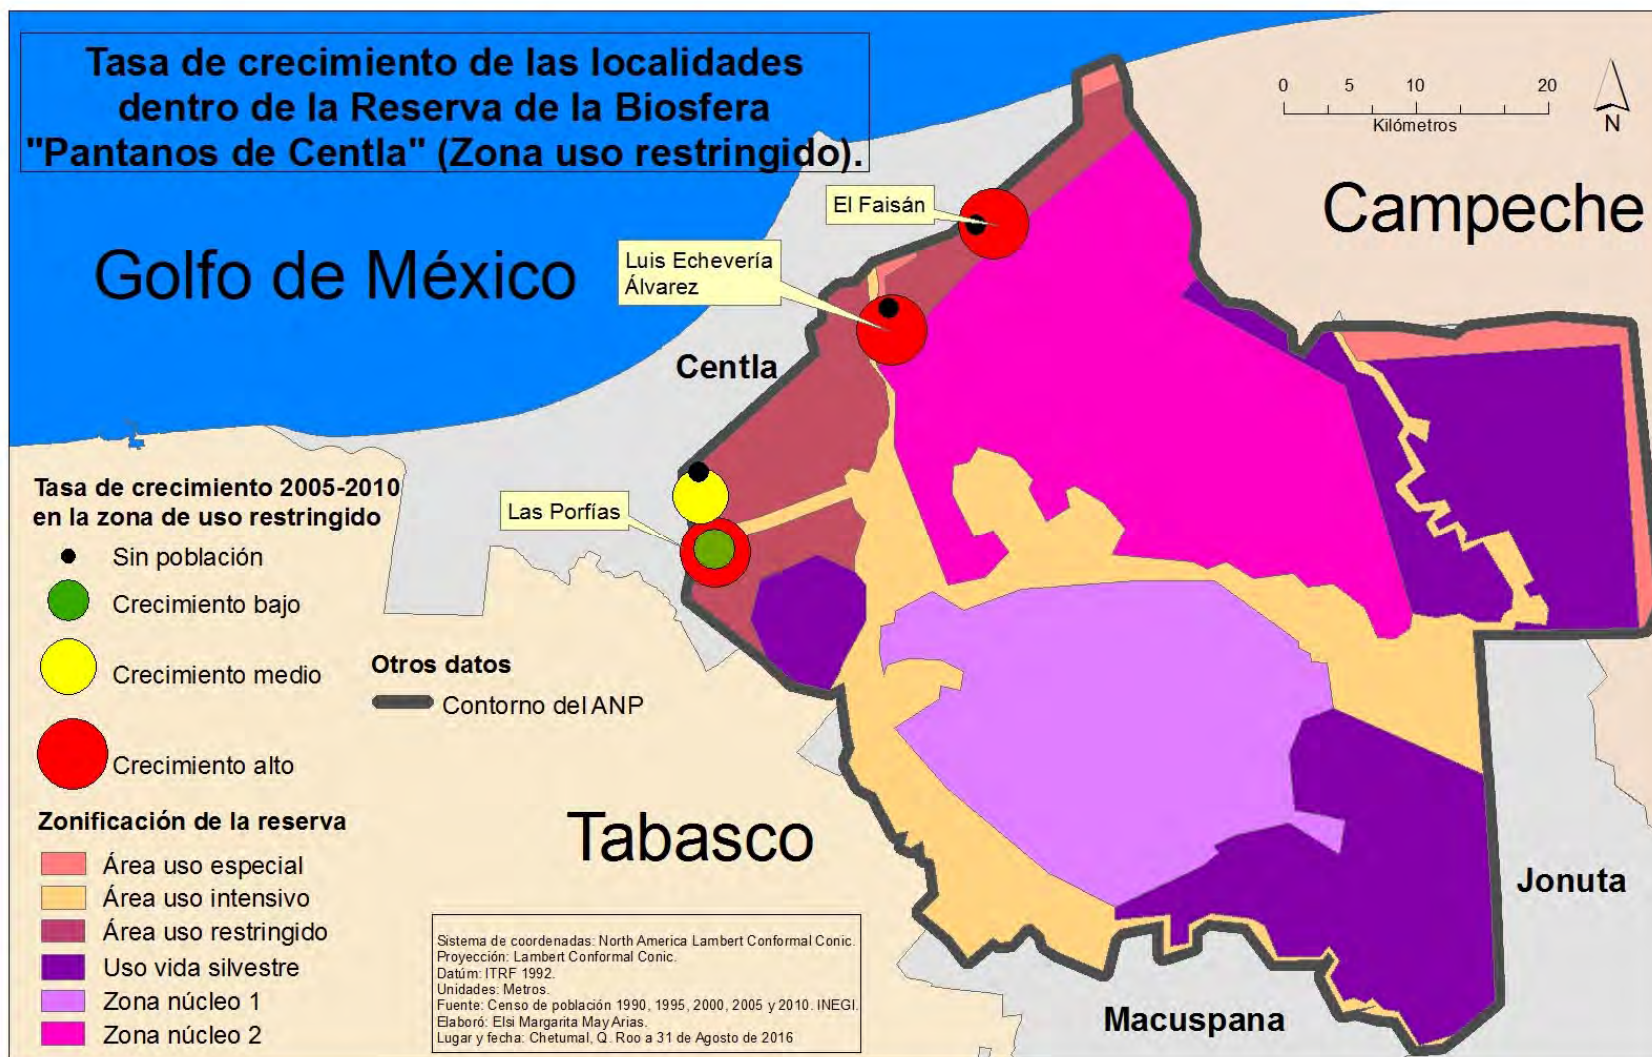 Tasa de crecimiento de las localidades
dentro de la Reserva de la Biosfera
"Pantanos de Centla" (Zona uso restringido).
0 5 10 20
Kilómetros
N
Campeche
El Faisán
Golfo de México
Luis Echevería
Álvarez
Centla
Las Porfías
Tasa de crecimiento 2005-2010
en la zona de uso restringido
Sin población
Crecimiento bajo
Crecimiento medio
Crecimiento alto
Otros datos
Contorno del ANP
Zonificación de la reserva
Área uso especial
Área uso intensivo
Área uso restringido
Uso vida silvestre
Zona núcleo 1
Zona núcleo 2
Tabasco
Jonuta
Macuspana
Sistema de coordenadas: North America Lambert Conformal Conic.
Proyección: Lambert Conformal Conic.
Datúm: ITRF 1992.
Unidades: Metros.
Fuente: Censo de población 1990, 1995, 2000, 2005 y 2010. INEGI.
Elaboró: Elsi Margarita May Arias.
Lugar y fecha: Chetumal, Q. Roo a 31 de Agosto de 2016